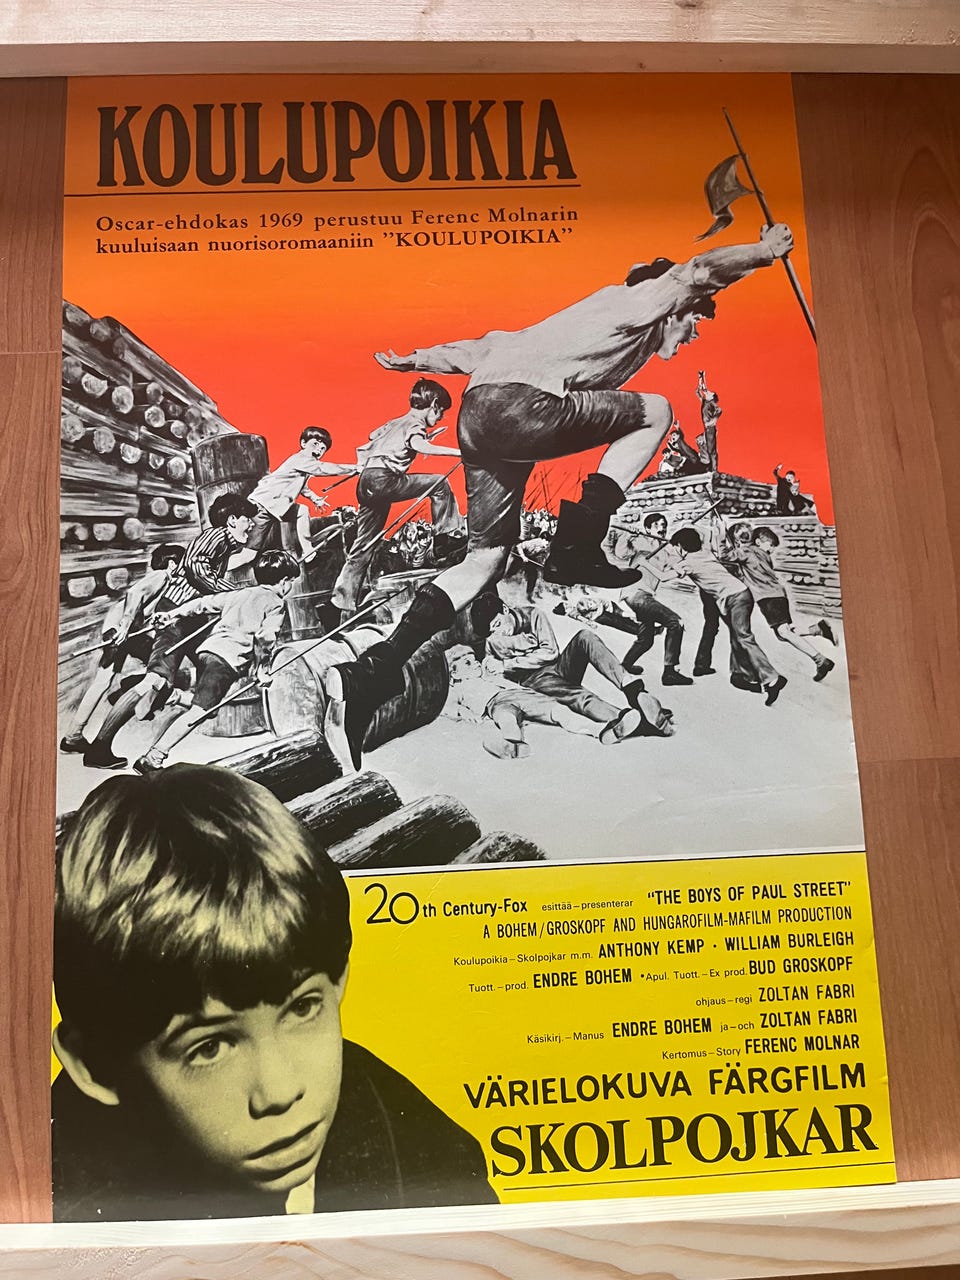 KOULUPOIKIA
Oscar-ehdokas 1969 perustuu Ferenc Molnarin
kuuluisaan nuorisoromaaniin ”KOULUPOIKIA”
20th Century-Fox esittää–presenterar “THE BOYS OF PAUL STREET”
A BOHEM/GROSKOPF AND HUNGAROFILM-MAFILM PRODUCTION
Koulupoikia–Skolpojkar m.m. ANTHONY KEMP · WILLIAM BURLEIGH
Tuott.–prod. ENDRE BOHEM •Apul. Tuott.–Ex prod. BUD GROSKOPF
ohjaus–regi ZOLTAN FABRI
Käsikirj.–Manus ENDRE BOHEM ja–och ZOLTAN FABRI
Kertomus–Story FERENC MOLNAR
VÄRIELOKUVA FÄRGFILM
SKOLPOJKAR